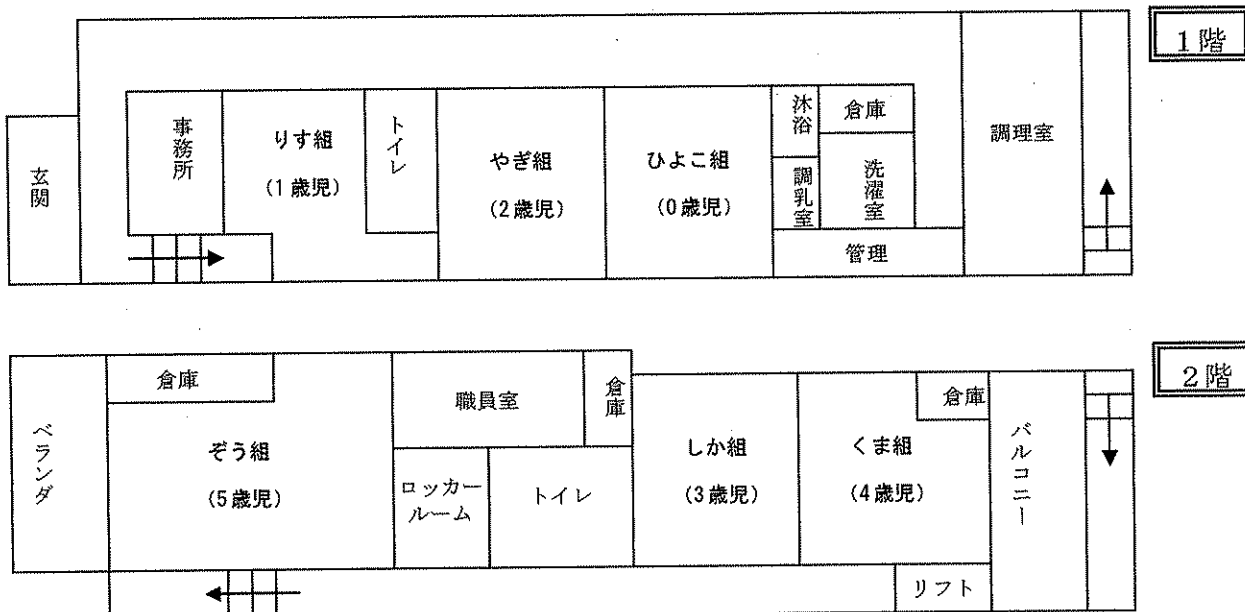 1階
玄関
事務所
りす組
(1歳児)
トイレ
やぎ組
(2歳児)
ひよこ組
(0歳児)
沐浴
調乳室
倉庫
洗濯室
管理
調理室
2階
ベランダ
倉庫
ぞう組
(5歳児)
職員室
倉庫
ロッカー
ルーム
トイレ
しか組
(3歳児)
くま組
(4歳児)
倉庫
バルコニー
リフト